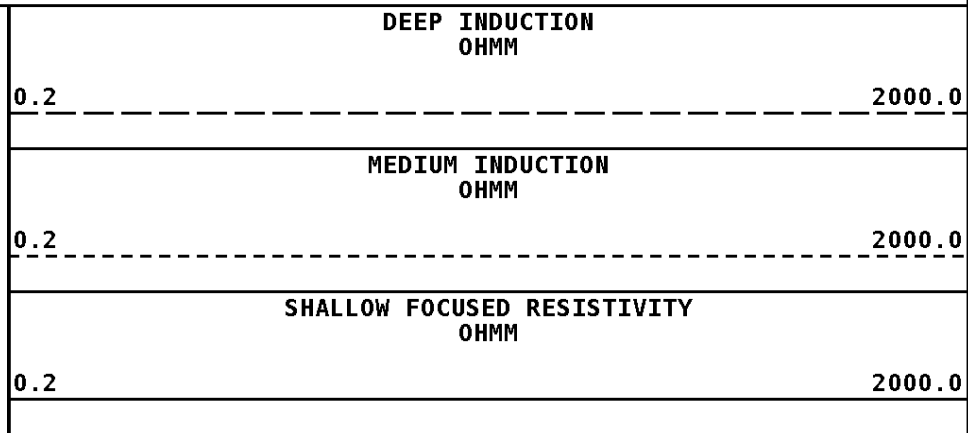 DEEP INDUCTION
OHMM
0.2 2000.0
MEDIUM INDUCTION
OHMM
0.2 2000.0
SHALLOW FOCUSED RESISTIVITY
OHMM
0.2 2000.0